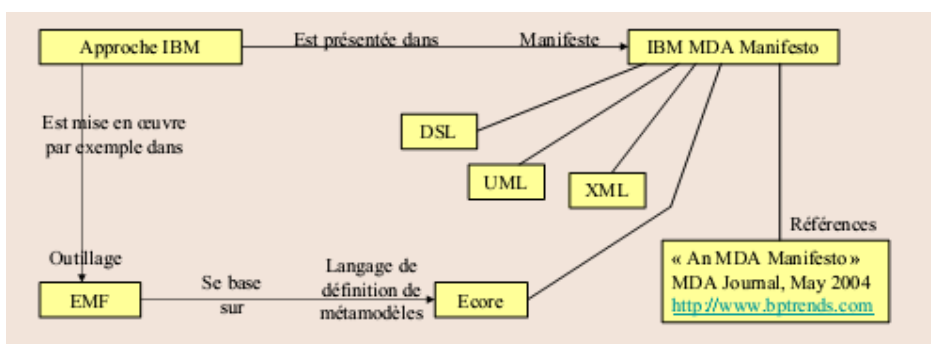 Approche IBM
Est présentée dans
Manifeste
IBM MDA Manifesto
Est mise en œuvre
par exemple dans
DSL
UML
XML
Références
« An MDA Manifesto »
MDA Journal, May 2004
http://www.bptrends.com
Outillage
EMF
Se base
sur
Langage de
définition de
métamodèles
Ecore